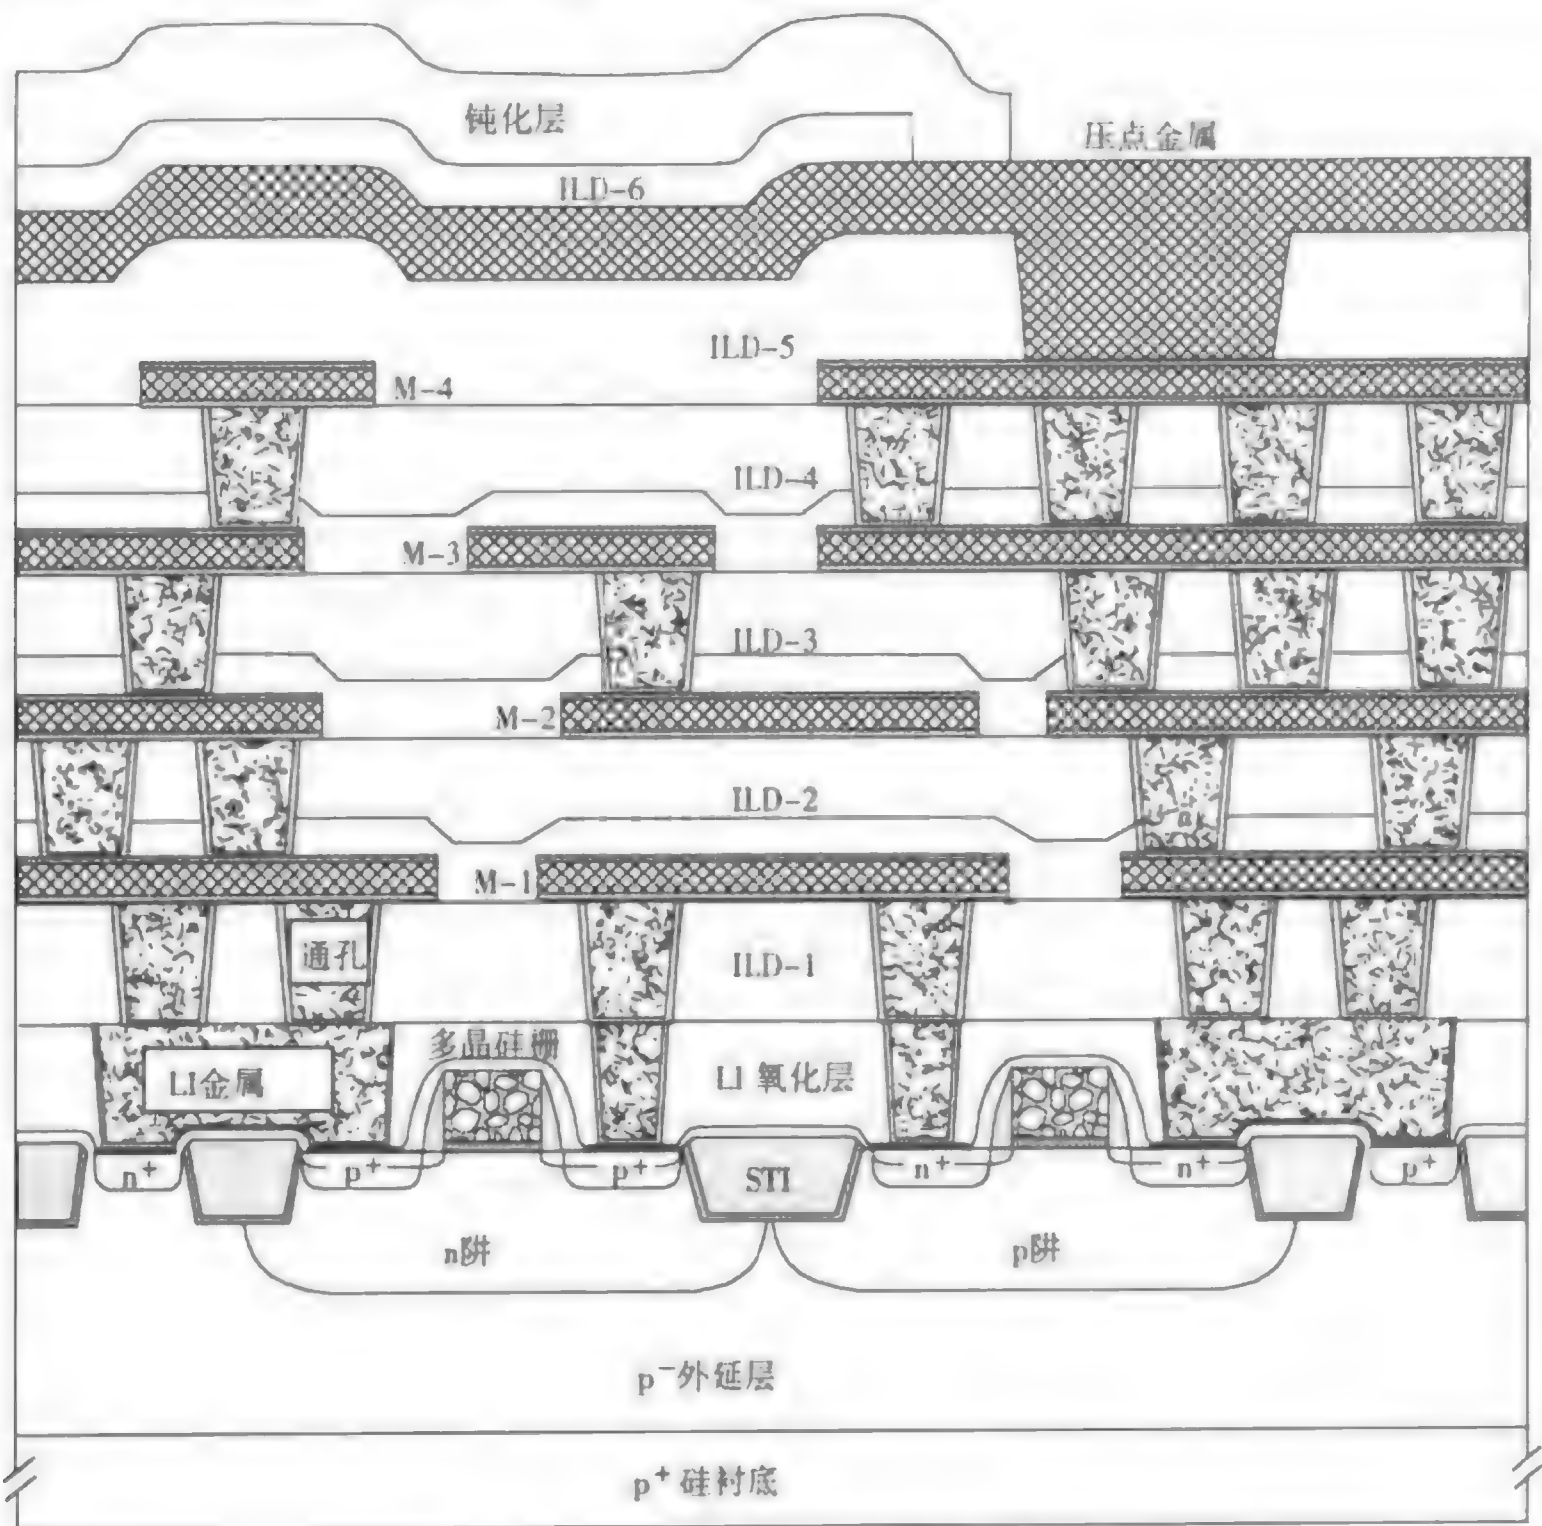 钝化层
压点金属
ILD-6
ILD-5
M-4
ILD-4
M-3
ILD-3
M-2
ILD-2
M-1
通孔
ILD-1
多晶硅栅
LI金属
LI 氧化层
n⁺
p⁺
p⁺
STI
n⁺
n⁺
p⁺
n阱
p阱
p⁻外延层
p⁺硅衬底